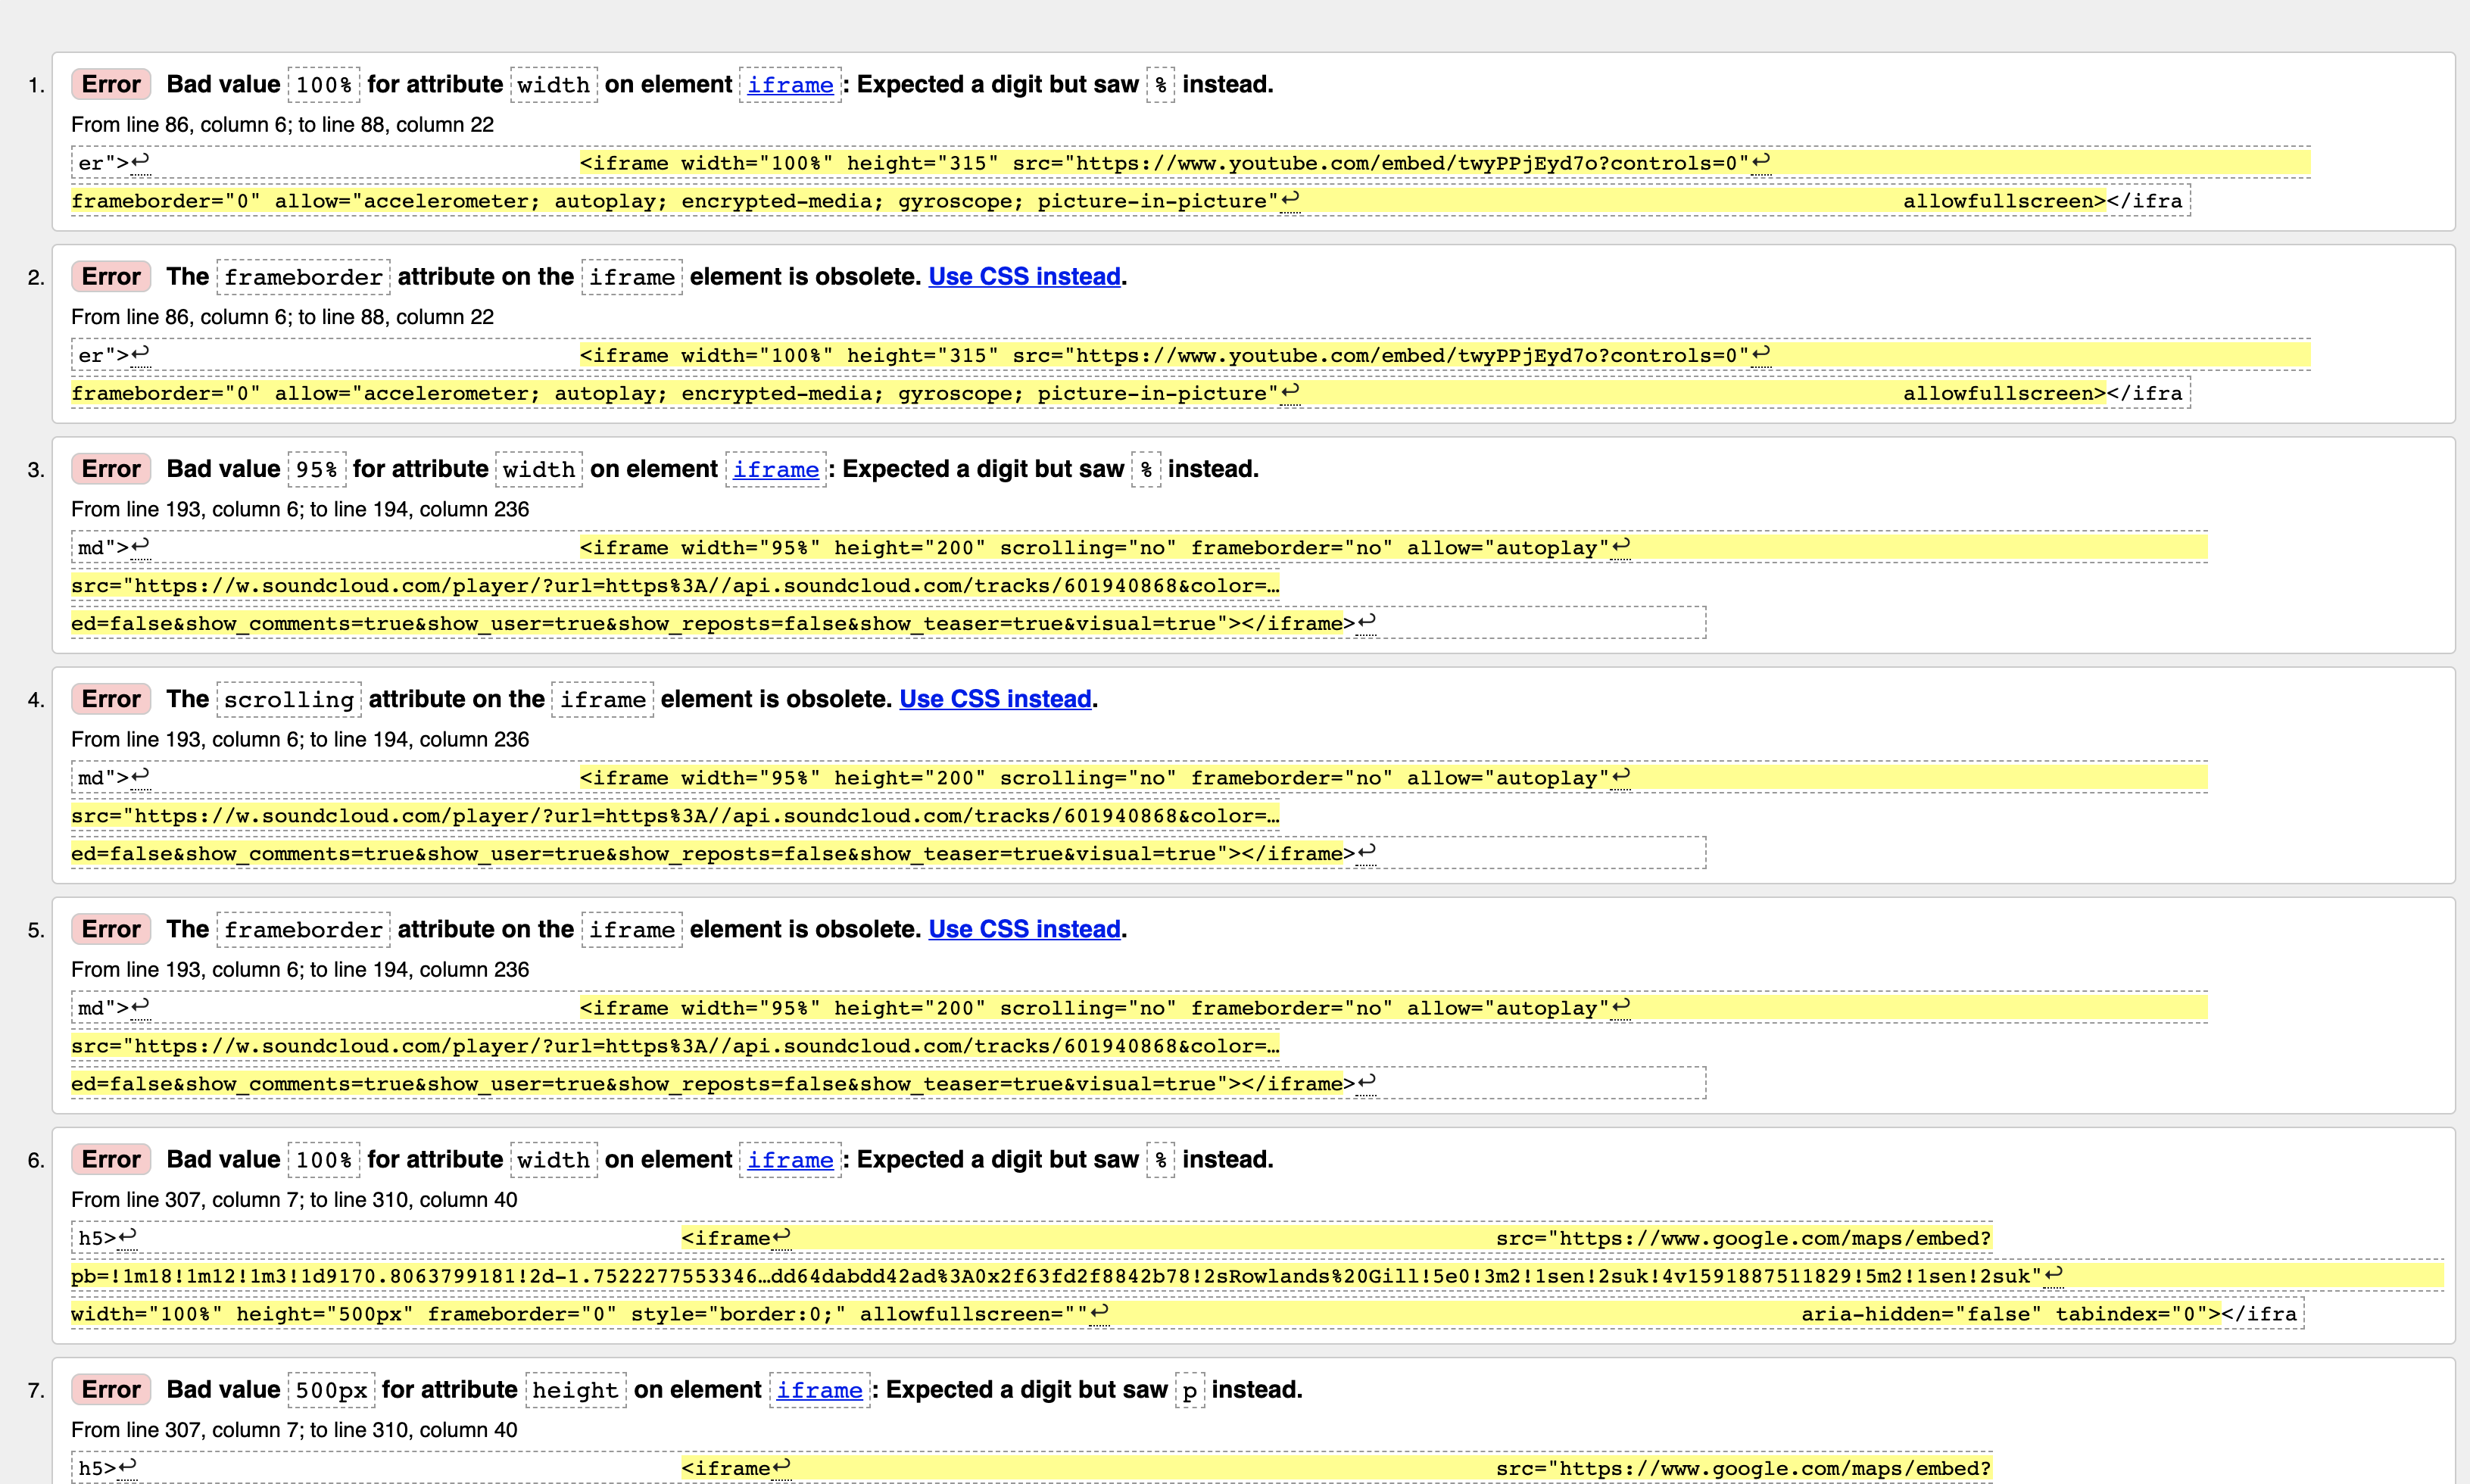 1. Error Bad value 100% for attribute width on element iframe: Expected a digit but saw % instead.
From line 86, column 6; to line 88, column 22
er">↩ <iframe width="100%" height="315" src="https://www.youtube.com/embed/twyPPjEyd7o?controls=0"↩
frameborder="0" allow="accelerometer; autoplay; encrypted-media; gyroscope; picture-in-picture"↩ allowfullscreen></ifra
2. Error The frameborder attribute on the iframe element is obsolete. Use CSS instead.
From line 86, column 6; to line 88, column 22
er">↩ <iframe width="100%" height="315" src="https://www.youtube.com/embed/twyPPjEyd7o?controls=0"↩
frameborder="0" allow="accelerometer; autoplay; encrypted-media; gyroscope; picture-in-picture"↩ allowfullscreen></ifra
3. Error Bad value 95% for attribute width on element iframe: Expected a digit but saw % instead.
From line 193, column 6; to line 194, column 236
md">↩ <iframe width="95%" height="200" scrolling="no" frameborder="no" allow="autoplay"↩
src="https://w.soundcloud.com/player/?url=https%3A//api.soundcloud.com/tracks/601940868&color=…
ed=false&show_comments=true&show_user=true&show_reposts=false&show_teaser=true&visual=true"></iframe>↩
4. Error The scrolling attribute on the iframe element is obsolete. Use CSS instead.
From line 193, column 6; to line 194, column 236
md">↩ <iframe width="95%" height="200" scrolling="no" frameborder="no" allow="autoplay"↩
src="https://w.soundcloud.com/player/?url=https%3A//api.soundcloud.com/tracks/601940868&color=…
ed=false&show_comments=true&show_user=true&show_reposts=false&show_teaser=true&visual=true"></iframe>↩
5. Error The frameborder attribute on the iframe element is obsolete. Use CSS instead.
From line 193, column 6; to line 194, column 236
md">↩ <iframe width="95%" height="200" scrolling="no" frameborder="no" allow="autoplay"↩
src="https://w.soundcloud.com/player/?url=https%3A//api.soundcloud.com/tracks/601940868&color=…
ed=false&show_comments=true&show_user=true&show_reposts=false&show_teaser=true&visual=true"></iframe>↩
6. Error Bad value 100% for attribute width on element iframe: Expected a digit but saw % instead.
From line 307, column 7; to line 310, column 40
h5>↩ <iframe↩ src="https://www.google.com/maps/embed?
pb=!1m18!1m12!1m3!1d9170.806379918​1!2d-1.7522277553346…dd64dabdd42ad%3A0x2f63fd2f8842b78!2sRowlands%20Gill!5e0!3m2!1sen!2suk!4v1591887511829!5m2!1sen!2suk"↩
width="100%" height="500px" frameborder="0" style="border:0;" allowfullscreen=""↩ aria-hidden="false" tabindex="0"></ifra
7. Error Bad value 500px for attribute height on element iframe: Expected a digit but saw p instead.
From line 307, column 7; to line 310, column 40
h5>↩ <iframe↩ src="https://www.google.com/maps/embed?